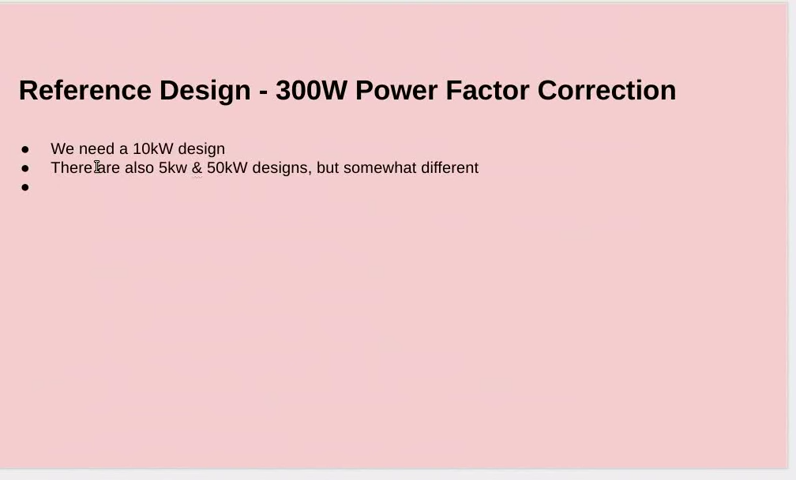 Reference Design - 300W Power Factor Correction
● We need a 10kW design
● There are also 5kw & 50kW designs, but somewhat different
●